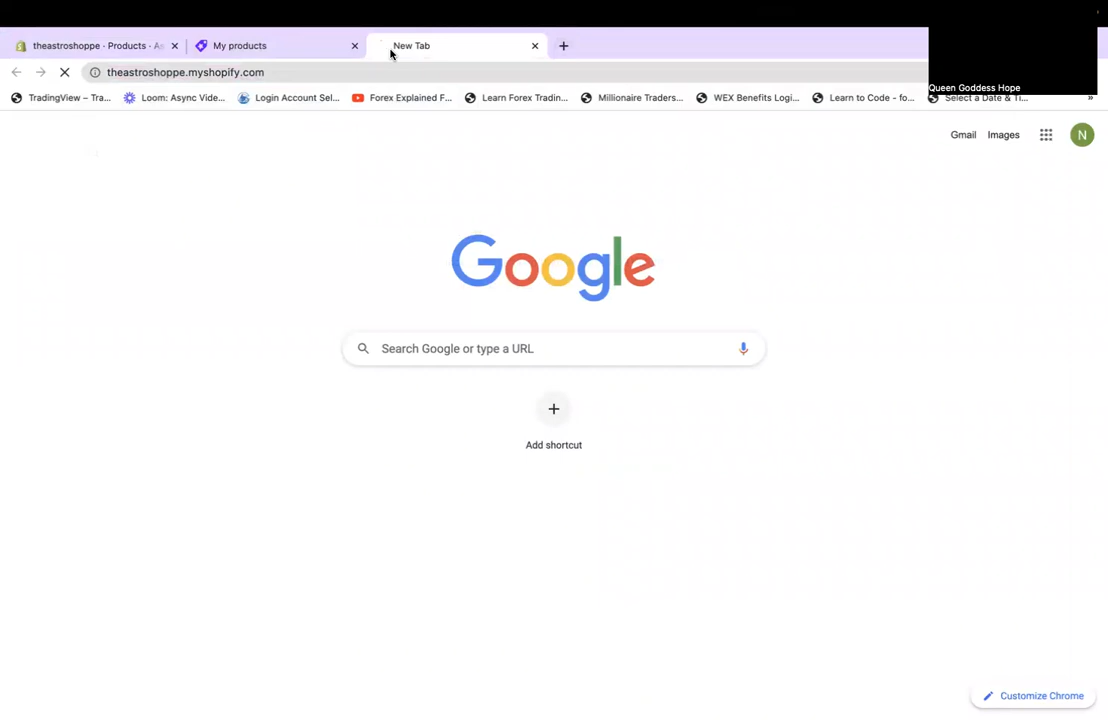 theastroshoppe · Products · As
My products
New Tab
theastroshoppe.myshopify.com
Queen Goddess Hope
TradingView – Tra...
Loom: Async Vide...
Login Account Sel...
Forex Explained F...
Learn Forex Tradin...
Millionaire Traders...
WEX Benefits Logi...
Learn to Code - fo...
Select a Date & Ti...
»
Gmail
Images
N
Google
Search Google or type a URL
Add shortcut
Customize Chrome